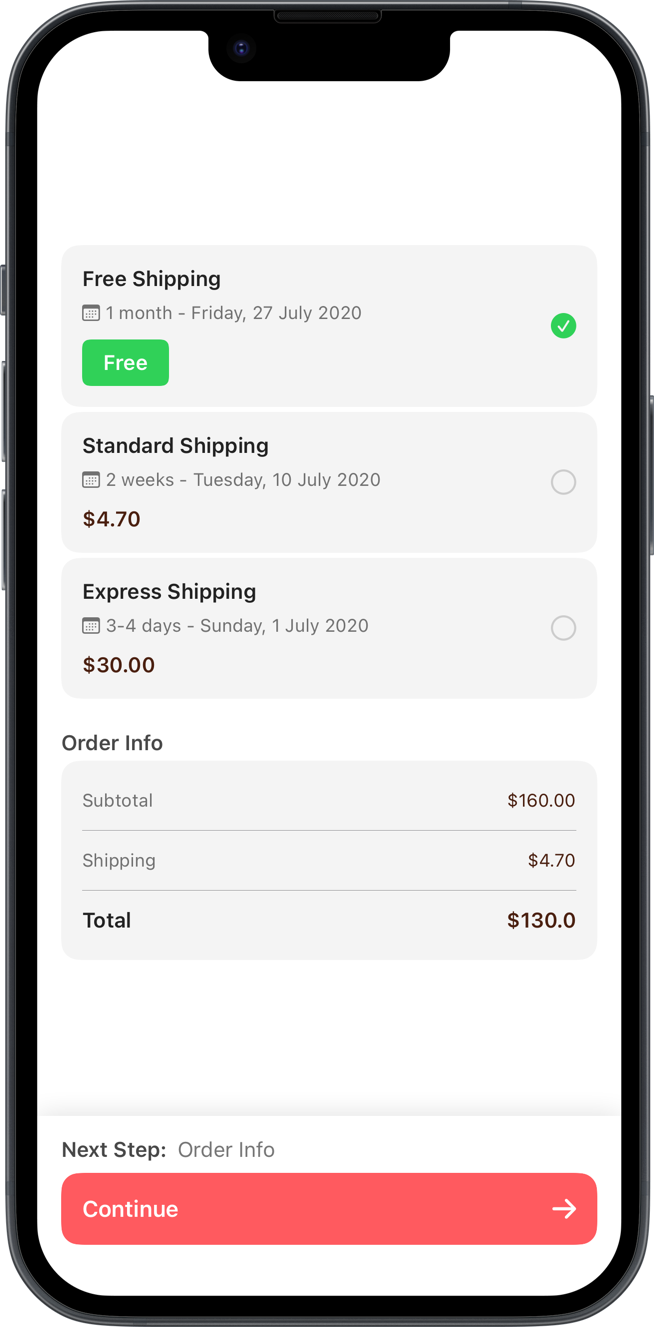 Free Shipping
1 month - Friday, 27 July 2020
Free
Standard Shipping
2 weeks - Tuesday, 10 July 2020
$4.70
Express Shipping
3-4 days - Sunday, 1 July 2020
$30.00
Order Info
Subtotal $160.00
Shipping $4.70
Total $130.0
Next Step: Order Info
Continue